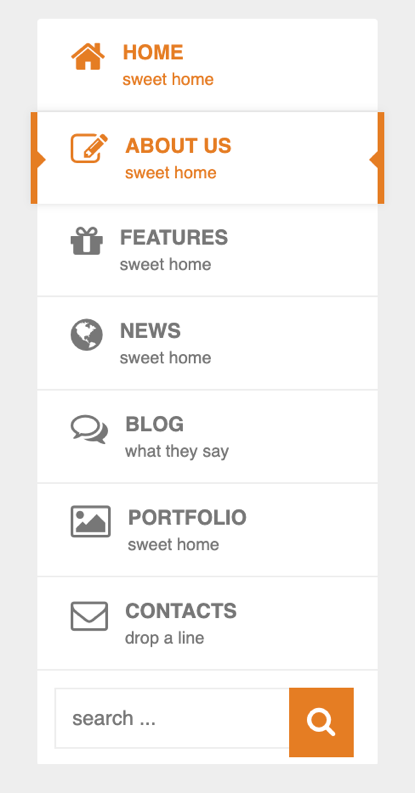 HOME
sweet home
ABOUT US
sweet home
FEATURES
sweet home
NEWS
sweet home
BLOG
what they say
PORTFOLIO
sweet home
CONTACTS
drop a line
search ...